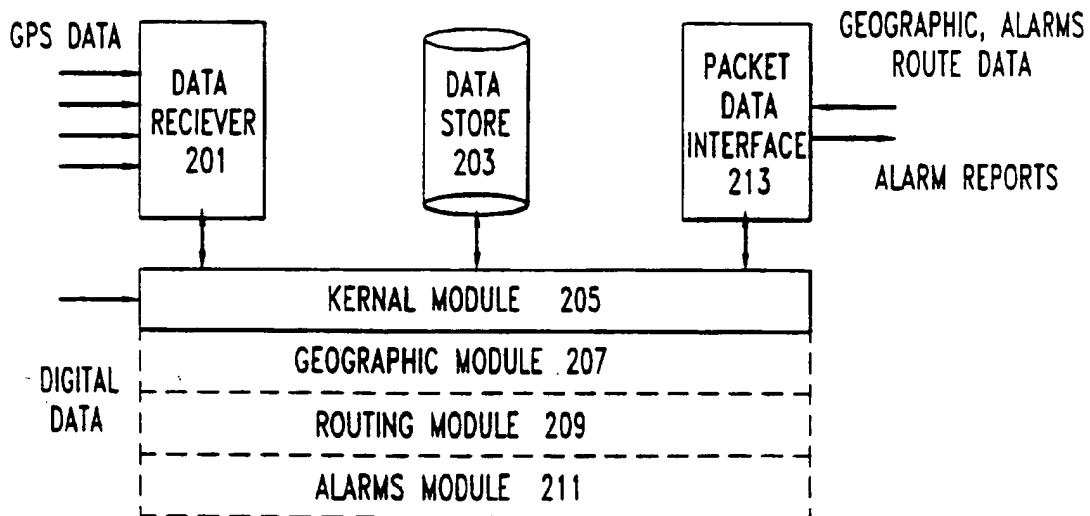 GPS DATA
DATA
RECIEVER
201
DATA
STORE
203
PACKET
DATA
INTERFACE
213
GEOGRAPHIC, ALARMS
ROUTE DATA
ALARM REPORTS
KERNAL MODULE 205
GEOGRAPHIC MODULE 207
DIGITAL
DATA
ROUTING MODULE 209
ALARMS MODULE 211